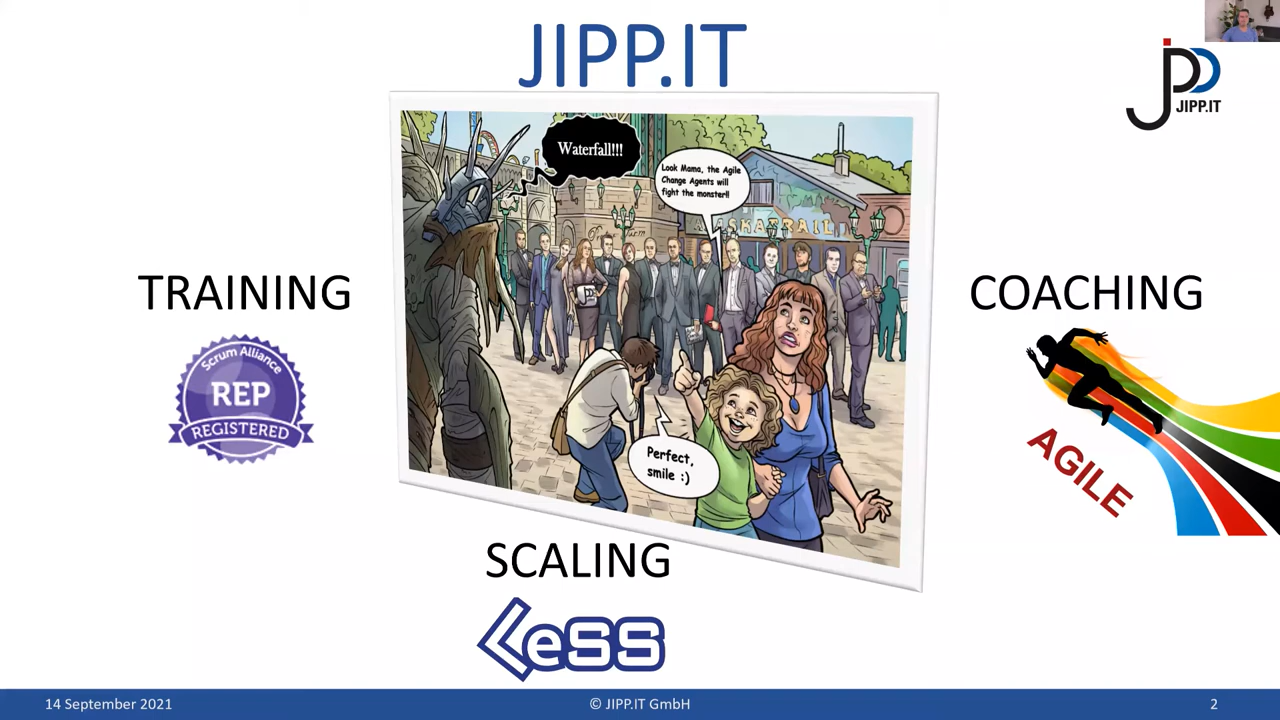 JIPP.IT
JIPP.IT
Waterfall!!!
Look Mama, the Agile
Change Agents will
fight the monster!!
TRAINING
Scrum Alliance
REP
REGISTERED
COACHING
AGILE
Perfect,
smile :)
SCALING
LeSS
14 September 2021
© JIPP.IT GmbH
2